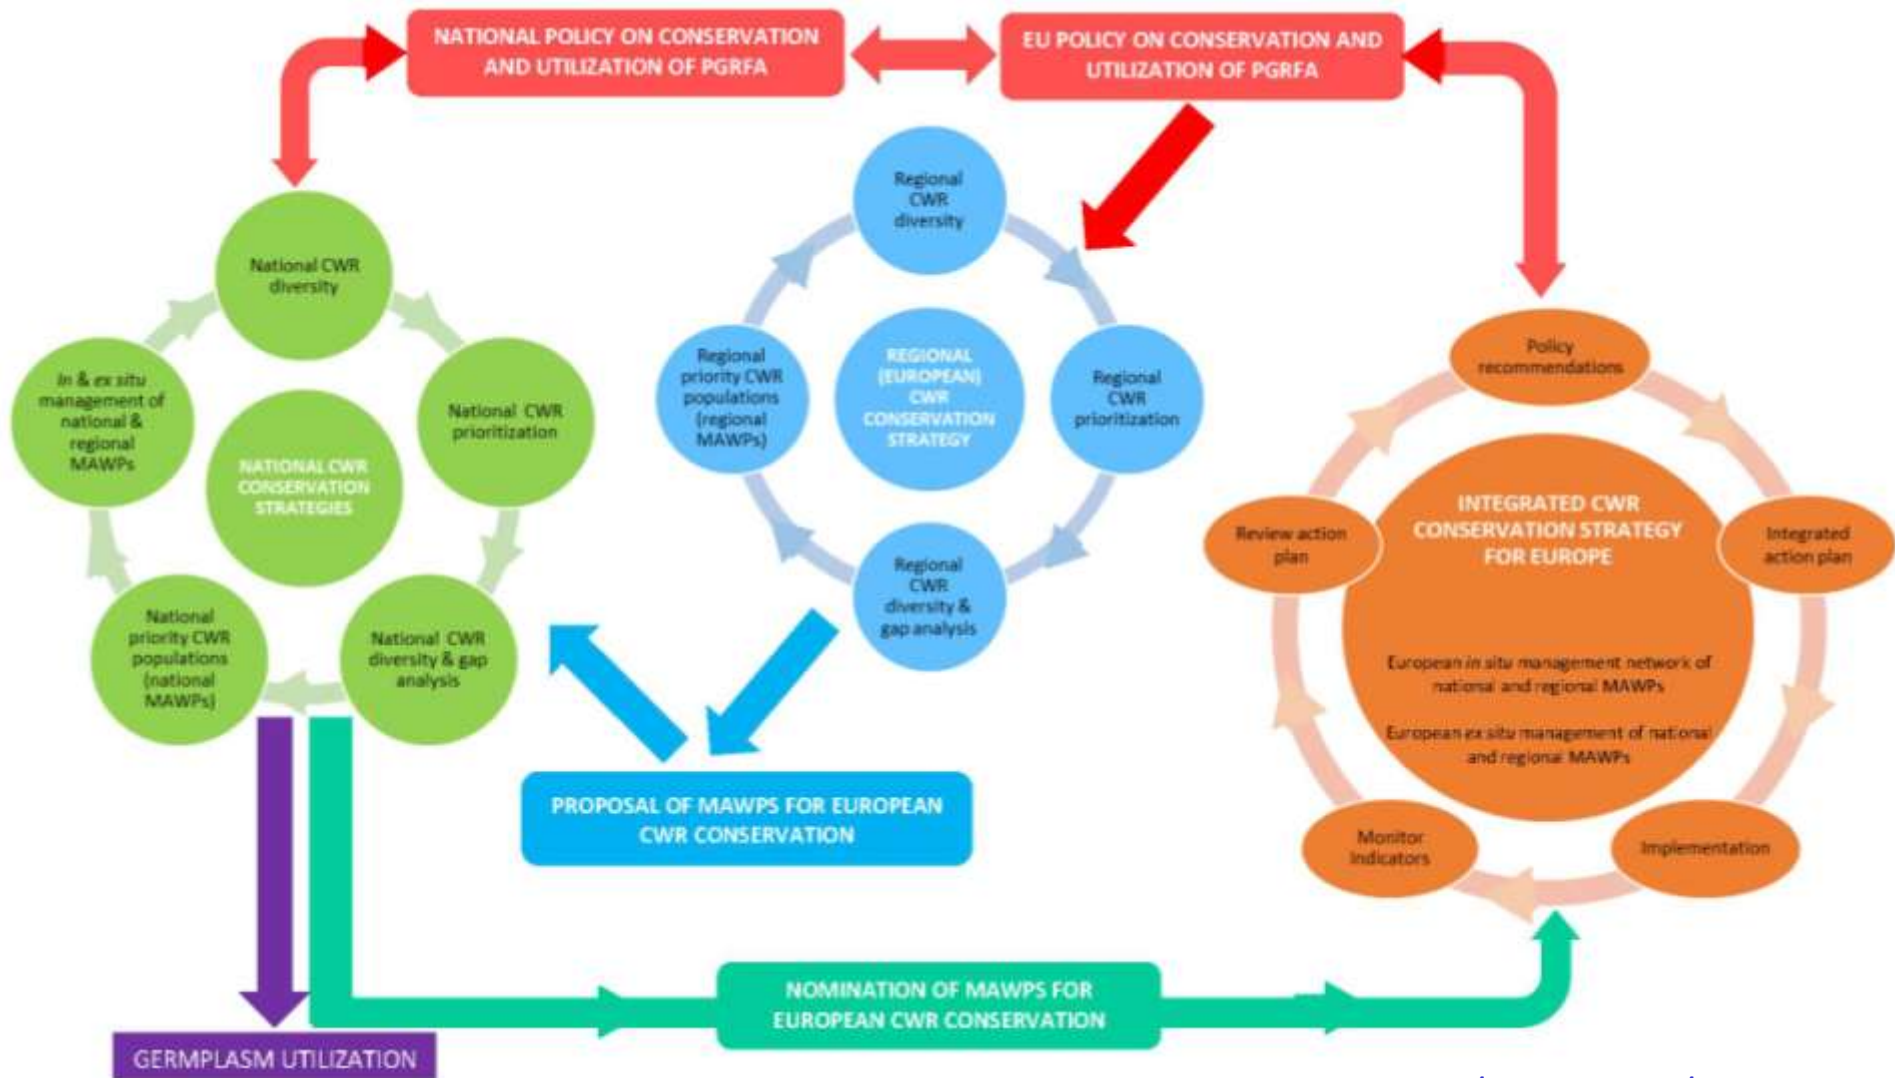 NATIONAL POLICY ON CONSERVATION
AND UTILIZATION OF PGRFA
EU POLICY ON CONSERVATION AND
UTILIZATION OF PGRFA
National CWR
diversity
National CWR
prioritization
National CWR
diversity & gap
analysis
National
priority CWR
populations
(national
MAWPs)
In & ex situ
management of
national &
regional
MAWPs
NATIONAL CWR
CONSERVATION
STRATEGIES
Regional
CWR
diversity
Regional
CWR
prioritization
Regional
CWR
diversity &
gap analysis
Regional
priority CWR
populations
(regional
MAWPs)
REGIONAL
(EUROPEAN)
CWR
CONSERVATION
STRATEGY
Policy
recommendations
Integrated
action plan
Implementation
Monitor
Indicators
Review action
plan
INTEGRATED CWR
CONSERVATION STRATEGY
FOR EUROPE
European in situ management network of
national and regional MAWPs
European ex situ management of national
and regional MAWPs
PROPOSAL OF MAWPS FOR EUROPEAN
CWR CONSERVATION
NOMINATION OF MAWPS FOR
EUROPEAN CWR CONSERVATION
GERMPLASM UTILIZATION